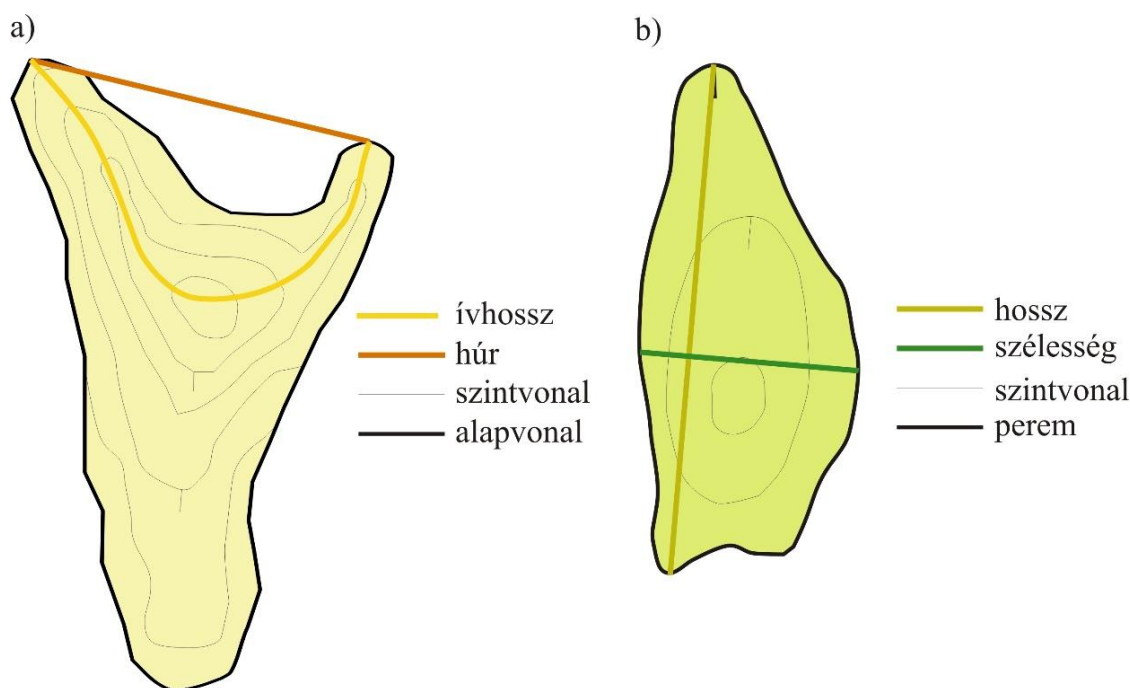 a)
ívhossz
húr
szintvonal
alapvonal
b)
hossz
szélesség
szintvonal
perem